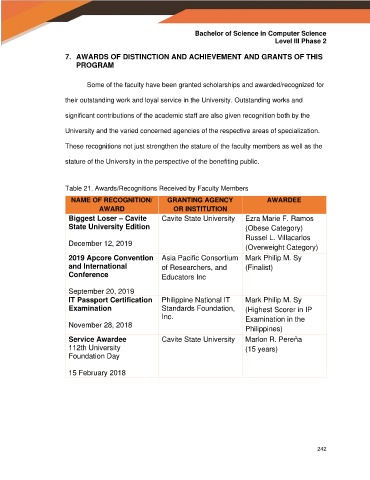 Bachelor of Science in Computer Science
Level III Phase 2
7. AWARDS OF DISTINCTION AND ACHIEVEMENT AND GRANTS OF THIS
PROGRAM
Some of the faculty have been granted scholarships and awarded/recognized for
their outstanding work and loyal service in the University. Outstanding works and
significant contributions of the academic staff are also given recognition both by the
University and the varied concerned agencies of the respective areas of specialization.
These recognitions not just strengthen the stature of the faculty members as well as the
stature of the University in the perspective of the benefiting public.
Table 21. Awards/Recognitions Received by Faculty Members
NAME OF RECOGNITION/ AWARD
GRANTING AGENCY OR INSTITUTION
AWARDEE
Biggest Loser – Cavite
State University Edition
December 12, 2019
Cavite State University
Ezra Marie F. Ramos
(Obese Category)
Russel L. Villacarlos
(Overweight Category)
2019 Apcore Convention
and International
Conference
September 20, 2019
Asia Pacific Consortium
of Researchers, and
Educators Inc
Mark Philip M. Sy
(Finalist)
IT Passport Certification
Examination
November 28, 2018
Philippine National IT
Standards Foundation,
Inc.
Mark Philip M. Sy
(Highest Scorer in IP
Examination in the
Philippines)
Service Awardee
112th University
Foundation Day
15 February 2018
Cavite State University
Marlon R. Pereña
(15 years)
242